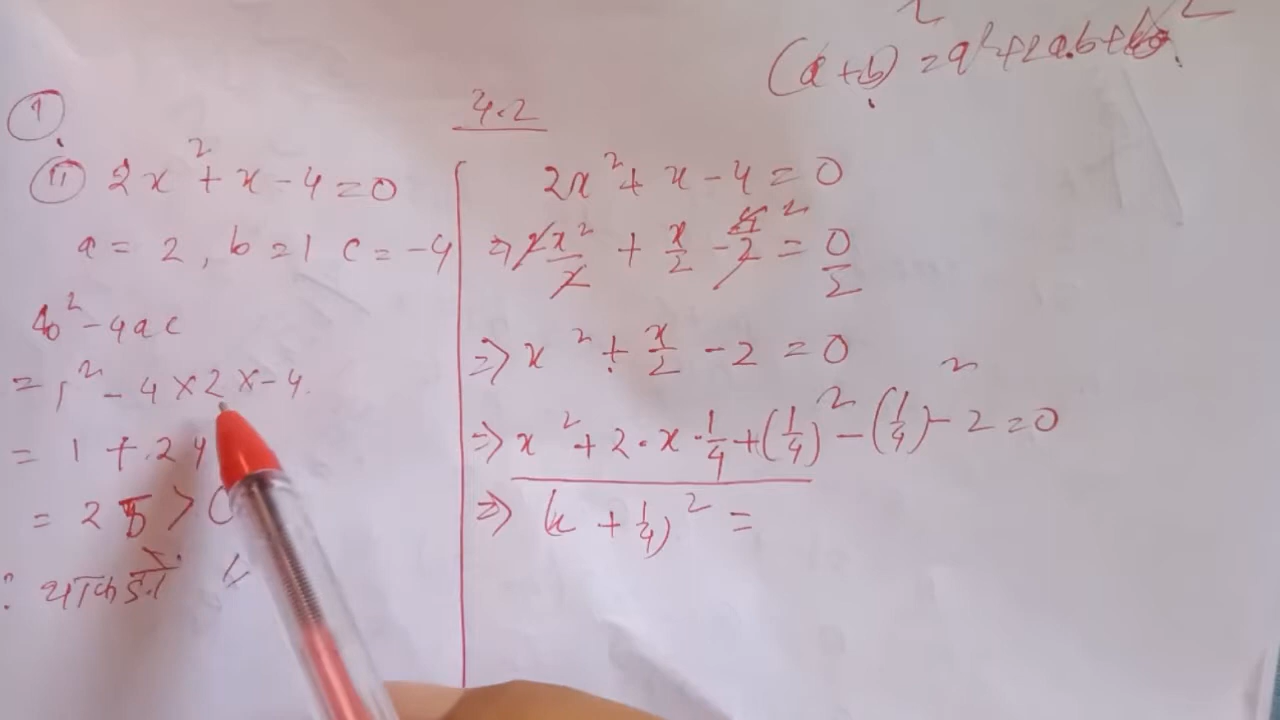 (a+b)² = a²+2ab+b²
4.2
①
ⓘⓘ 2x² + x - 4 = 0
a = 2, b = 1 c = -4
b² - 4ac
= 1² - 4 × 2 × -4
= 1 + 24
= 25 > 0
2x² + x - 4 = 0
⇒ 2x²/2 + x/2 - 4/2 2 = 0/2
⇒ x² + x/2 - 2 = 0
⇒ x² + 2·x·1/4 + (1/4)² - (1/4)² - 2 = 0
⇒ (x + 1/4)² =